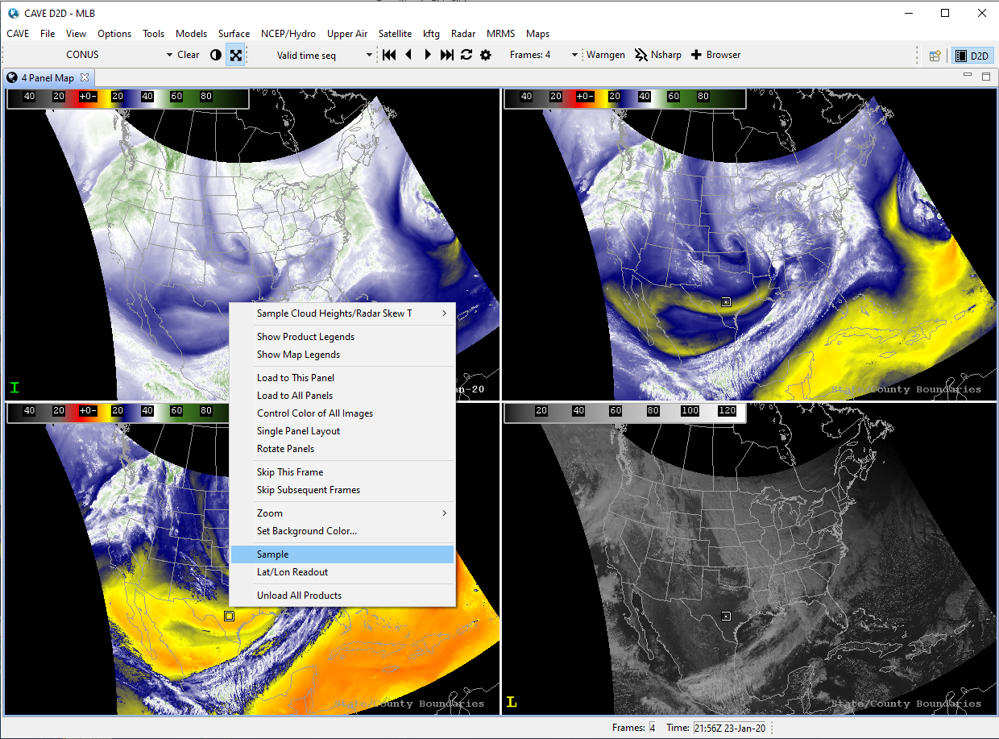 CAVE D2D - MLB
CAVE File View Options Tools Models Surface NCEP/Hydro Upper Air Satellite kftg Radar MRMS Maps
CONUS Clear Valid time seq Frames: 4 Warngen Nsharp Browser D2D
4 Panel Map
40 20 +0- 20 40 60 80
40 20 +0- 20 40 60 80
I
n-20
State/County Boundaries
40 20 +0- 20 40 60 80
20 40 60 80 100 120
Sample Cloud Heights/Radar Skew T
Show Product Legends
Show Map Legends
Load to This Panel
Load to All Panels
Control Color of All Images
Single Panel Layout
Rotate Panels
Skip This Frame
Skip Subsequent Frames
Zoom
Set Background Color...
Sample
Lat/Lon Readout
Unload All Products
State/County Boundaries
L
State/County Boundaries
Frames: 4 Time: 21:56Z 23-Jan-20